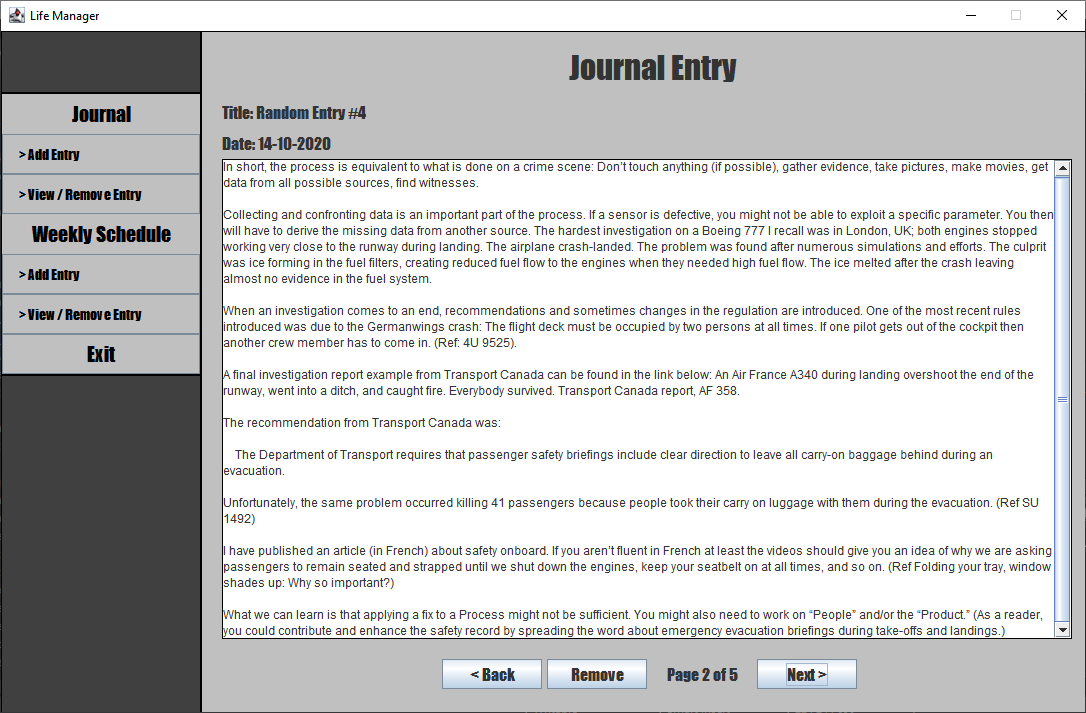 Life Manager
Journal
> Add Entry
> View / Remove Entry
Weekly Schedule
> Add Entry
> View / Remove Entry
Exit
Journal Entry
Title: Random Entry #4
Date: 14-10-2020
In short, the process is equivalent to what is done on a crime scene: Don’t touch anything (if possible), gather evidence, take pictures, make movies, get
data from all possible sources, find witnesses.
Collecting and confronting data is an important part of the process. If a sensor is defective, you might not be able to exploit a specific parameter. You then
will have to derive the missing data from another source. The hardest investigation on a Boeing 777 I recall was in London, UK; both engines stopped
working very close to the runway during landing. The airplane crash-landed. The problem was found after numerous simulations and efforts. The culprit
was ice forming in the fuel filters, creating reduced fuel flow to the engines when they needed high fuel flow. The ice melted after the crash leaving
almost no evidence in the fuel system.
When an investigation comes to an end, recommendations and sometimes changes in the regulation are introduced. One of the most recent rules
introduced was due to the Germanwings crash: The flight deck must be occupied by two persons at all times. If one pilot gets out of the cockpit then
another crew member has to come in. (Ref: 4U 9525).
A final investigation report example from Transport Canada can be found in the link below: An Air France A340 during landing overshoot the end of the
runway, went into a ditch, and caught fire. Everybody survived. Transport Canada report, AF 358.
The recommendation from Transport Canada was:
The Department of Transport requires that passenger safety briefings include clear direction to leave all carry-on baggage behind during an
evacuation.
Unfortunately, the same problem occurred killing 41 passengers because people took their carry on luggage with them during the evacuation. (Ref SU
1492)
I have published an article (in French) about safety onboard. If you aren’t fluent in French at least the videos should give you an idea of why we are asking
passengers to remain seated and strapped until we shut down the engines, keep your seatbelt on at all times, and so on. (Ref Folding your tray, window
shades up: Why so important?)
What we can learn is that applying a fix to a Process might not be sufficient. You might also need to work on “People” and/or the “Product.” (As a reader,
you could contribute and enhance the safety record by spreading the word about emergency evacuation briefings during take-offs and landings.)
< Back
Remove
Page 2 of 5
Next >